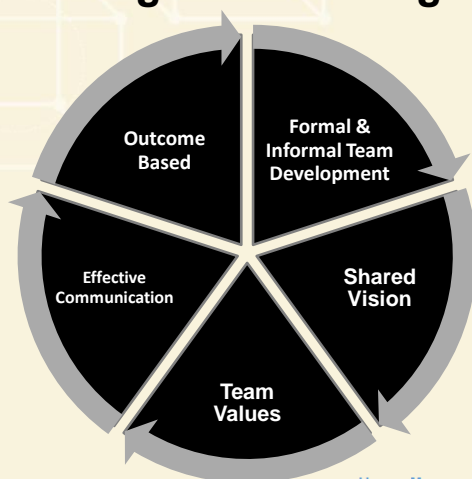 Outcome
Based
Formal &
Informal Team
Development
Shared
Vision
Team
Values
Effective
Communication